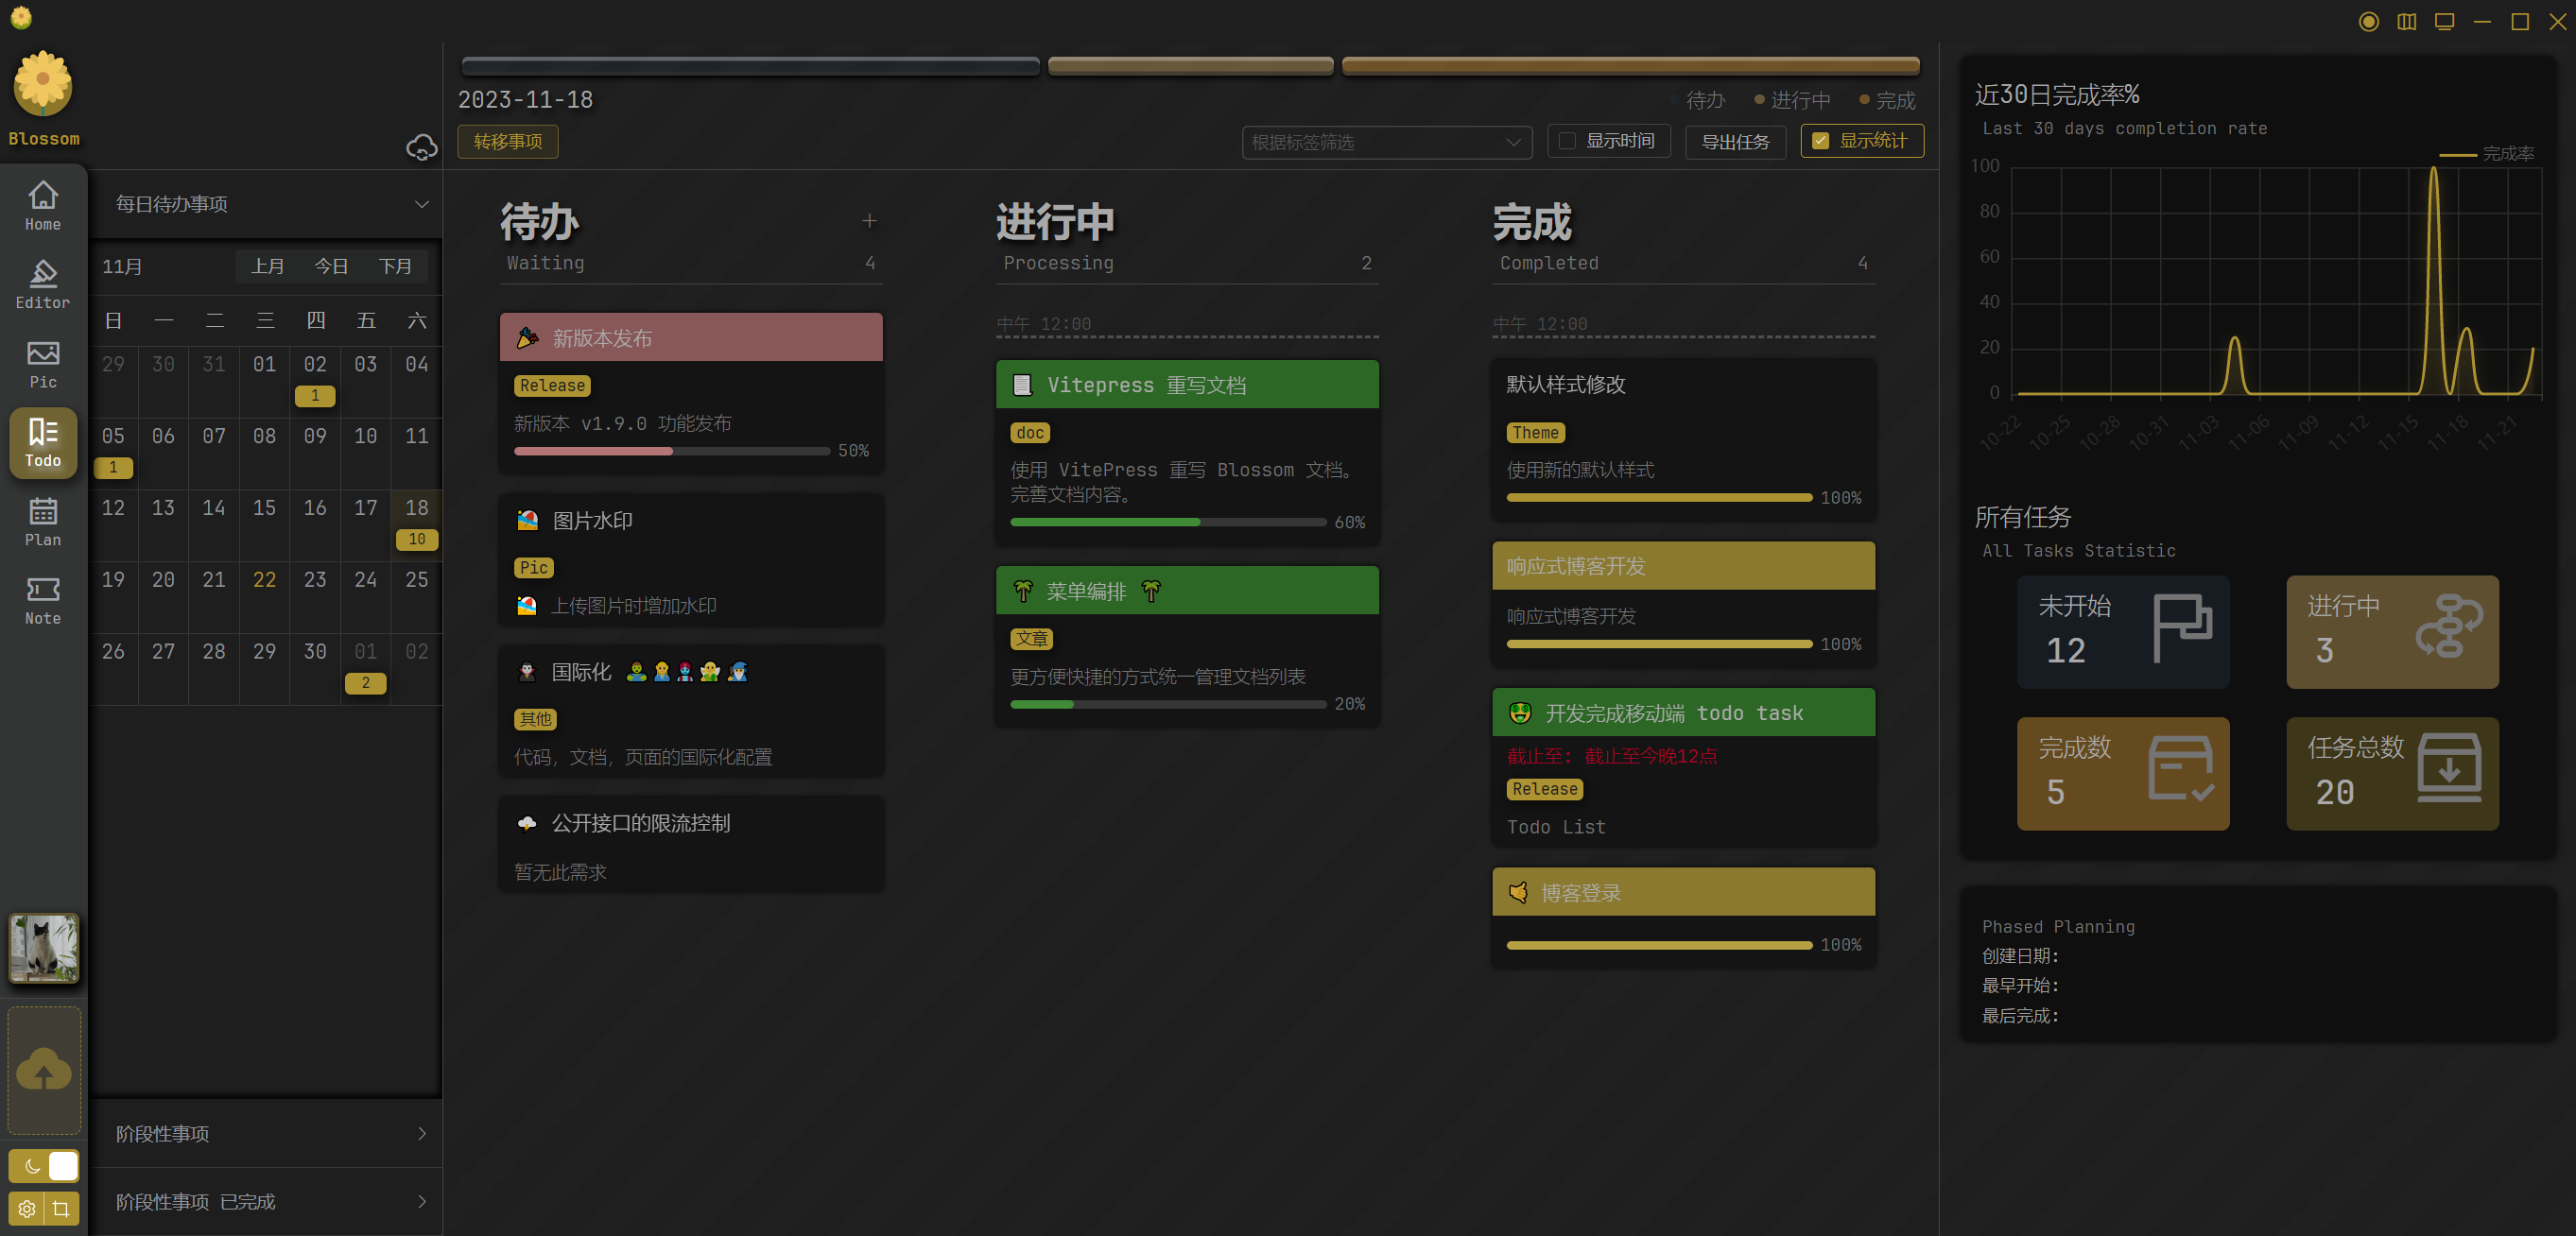 Blossom
Home
Editor
Pic
Todo
Plan
Note
每日待办事项
11月
上月 今日 下月
日 一 二 三 四 五 六
29 30 31 01 02 03 04
1
05 06 07 08 09 10 11
1
12 13 14 15 16 17 18
10
19 20 21 22 23 24 25
26 27 28 29 30 01 02
2
阶段性事项
阶段性事项 已完成
2023-11-18
待办 进行中 完成
转移事项
根据标签筛选
显示时间
导出任务
显示统计
待办
Waiting 4
新版本发布
Release
新版本 v1.9.0 功能发布
50%
图片水印
Pic
上传图片时增加水印
国际化
其他
代码, 文档, 页面的国际化配置
公开接口的限流控制
暂无此需求
进行中
Processing 2
中午 12:00
Vitepress 重写文档
doc
使用 VitePress 重写 Blossom 文档。
完善文档内容。
60%
菜单编排
文章
更方便快捷的方式统一管理文档列表
20%
完成
Completed 4
中午 12:00
默认样式修改
Theme
使用新的默认样式
100%
响应式博客开发
响应式博客开发
100%
开发完成移动端 todo task
截止至: 截止至今晚12点
Release
Todo List
博客登录
100%
近30日完成率%
Last 30 days completion rate
完成率
100
80
60
40
20
0
10-22 10-25 10-28 10-31 11-03 11-06 11-09 11-12 11-15 11-18 11-21
所有任务
All Tasks Statistic
未开始
12
进行中
3
完成数
5
任务总数
20
Phased Planning
创建日期:
最早开始:
最后完成: